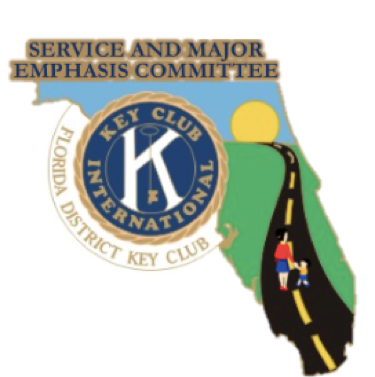 SERVICE AND MAJOR
EMPHASIS COMMITTEE
KEY CLUB
INTERNATIONAL
K
FLORIDA DISTRICT KEY CLUB